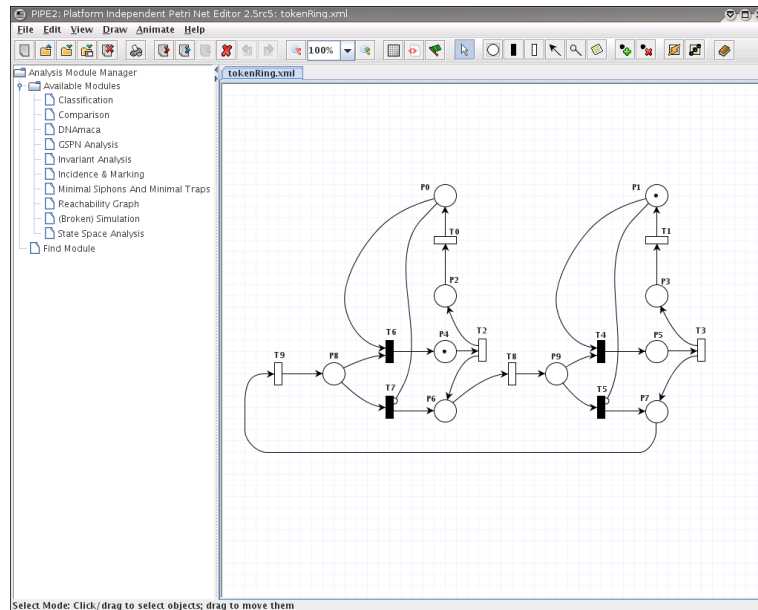 PIPE2: Platform Independent Petri Net Editor 2.5rc5: tokenRing.xml
File Edit View Draw Animate Help
100%
Analysis Module Manager
Available Modules
Classification
Comparison
DNAmaca
GSPN Analysis
Invariant Analysis
Incidence & Marking
Minimal Siphons And Minimal Traps
Reachability Graph
(Broken) Simulation
State Space Analysis
Find Module
tokenRing.xml
P0 P1
T0 T1
P2 P3
T6 P4 T2 T4 P5 T3
T9 P8 T8 P9
T7 P6 T5 P7
Select Mode: Click/drag to select objects; drag to move them